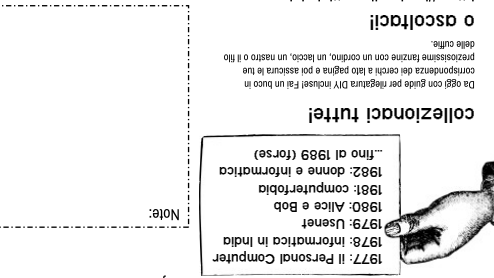 1977: il Personal Computer
1978: informatica in India
1979: Usenet
1980: Alice e Bob
1981: computerfobia
1982: donne e informatica
...fino al 1989 (forse)
collezionaci tutte!
Da oggi con guide per rilegatura DIY incluse! Fai un buco in
corrispondenza dei cerchi a lato pagina e poi assicura le tue
preziosissime fanzine con un cordino, un laccio, un nastro o il filo
delle cuffie.
o ascoltaci!
Note: